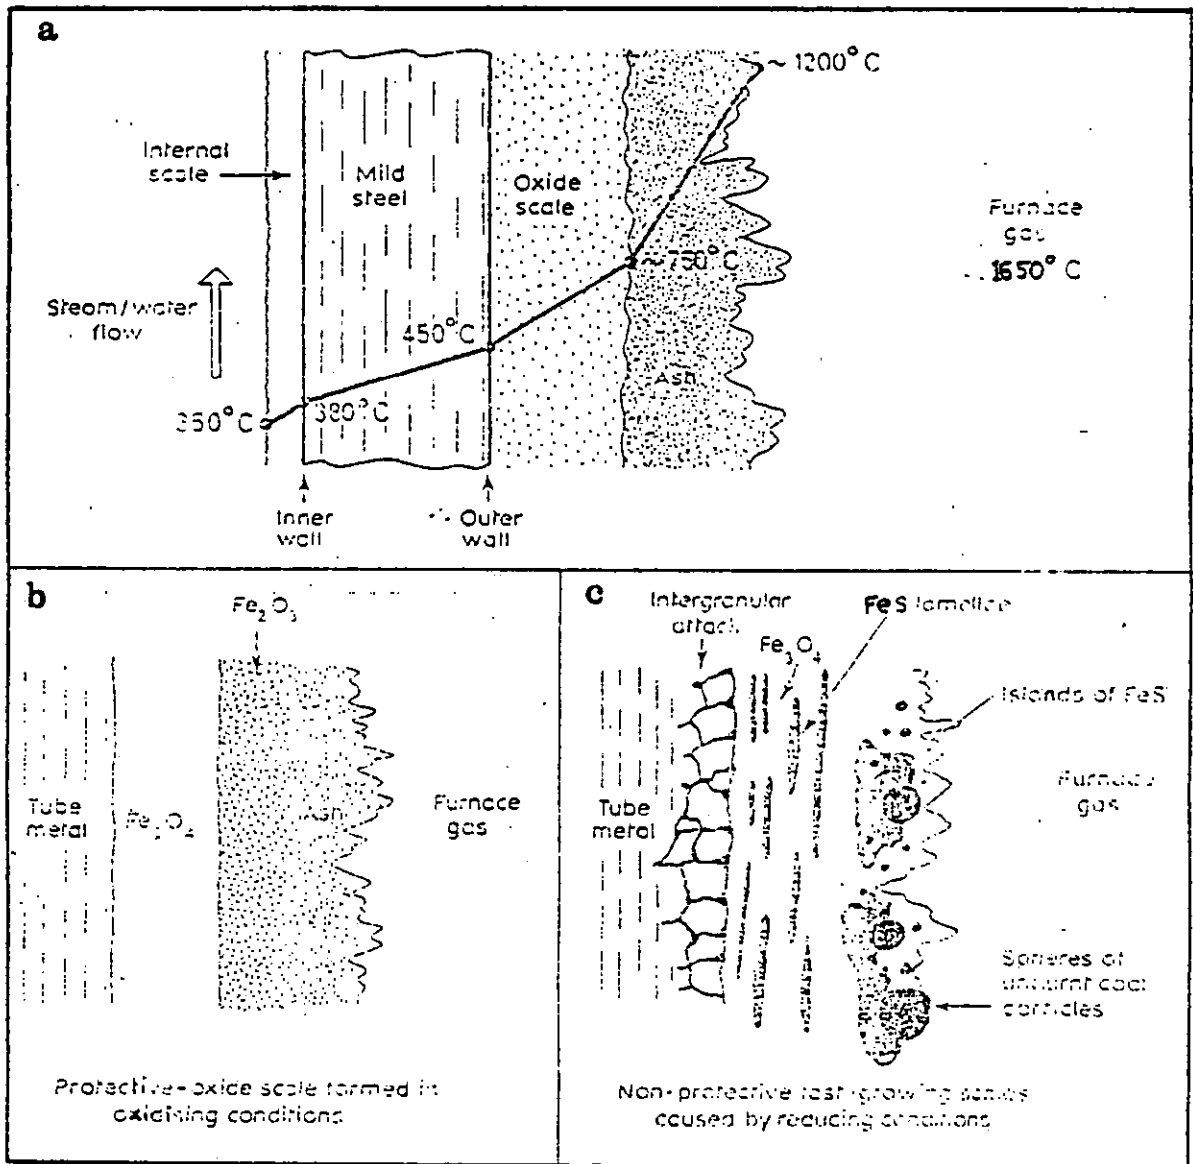 a
~ 1200° C
Internal
scale
Mild
steel
Oxide
scale
Furnace
gas
1650° C
Steam/water
flow
450° C
380° C
Ash
Inner
wall
Outer
wall
b
Fe₂O₃
Tube
metal
Fe₃O₄
Ash
Furnace
gas
Protective-oxide scale formed in
oxidising conditions
c
Intergranular
attack
Fe₃O₄
FeS lamellae
Islands of FeS
Tube
metal
Furnace
gas
Spheres of
unburnt coal
particles
Non-protective fast-growing scales
caused by reducing conditions